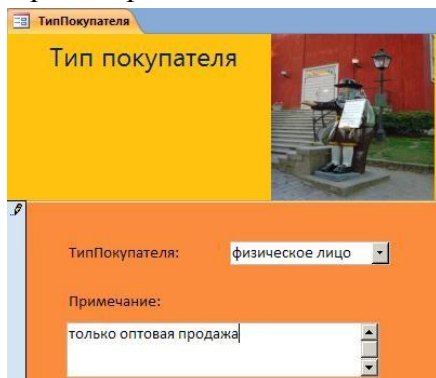 ТипПокупателя
Тип покупателя
ТипПокупателя: физическое лицо
Примечание:
только оптовая продажа